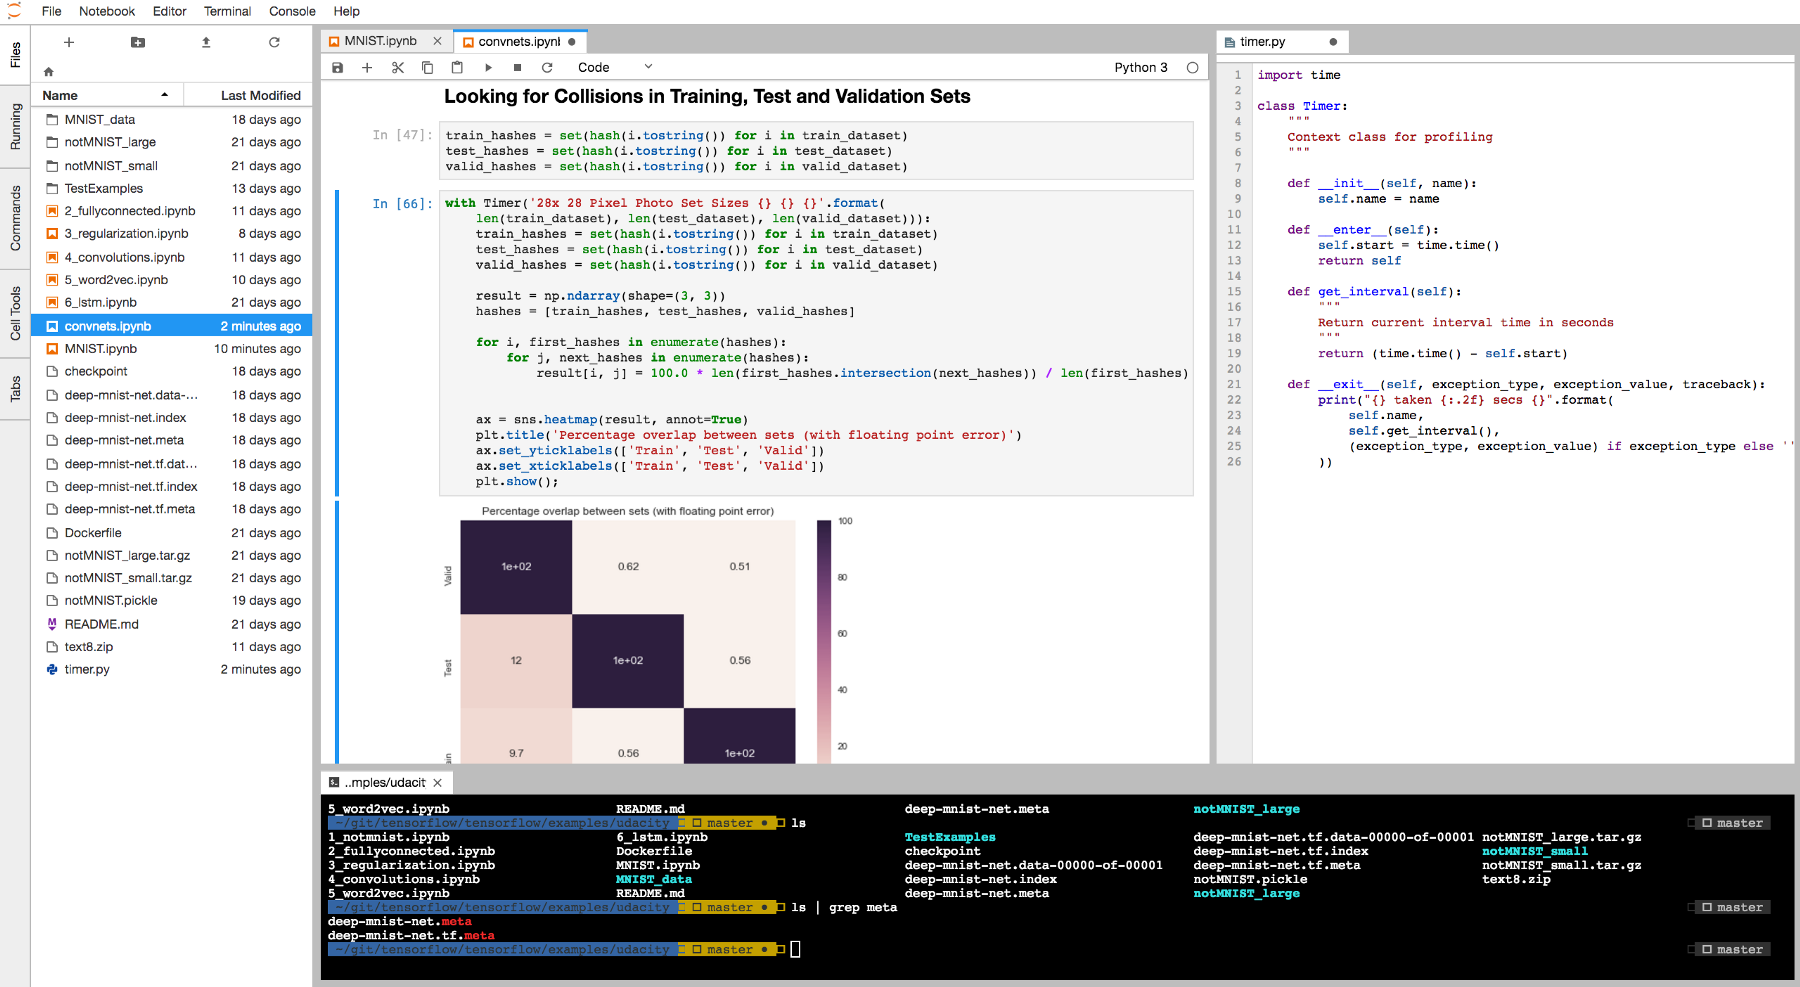 File Notebook Editor Terminal Console Help
Files
Running
Commands
Cell Tools
Tabs
Name Last Modified
MNIST_data 18 days ago
notMNIST_large 21 days ago
notMNIST_small 21 days ago
TestExamples 13 days ago
2_fullyconnected.ipynb 11 days ago
3_regularization.ipynb 8 days ago
4_convolutions.ipynb 11 days ago
5_word2vec.ipynb 10 days ago
6_lstm.ipynb 21 days ago
convnets.ipynb 2 minutes ago
MNIST.ipynb 10 minutes ago
checkpoint 18 days ago
deep-mnist-net.data-... 18 days ago
deep-mnist-net.index 18 days ago
deep-mnist-net.meta 18 days ago
deep-mnist-net.tf.dat... 18 days ago
deep-mnist-net.tf.index 18 days ago
deep-mnist-net.tf.meta 18 days ago
Dockerfile 21 days ago
notMNIST_large.tar.gz 21 days ago
notMNIST_small.tar.gz 21 days ago
notMNIST.pickle 19 days ago
README.md 21 days ago
text8.zip 11 days ago
timer.py 2 minutes ago
MNIST.ipynb
convnets.ipynl
Code
Python 3
Looking for Collisions in Training, Test and Validation Sets
In [47]:
train_hashes = set(hash(i.tostring()) for i in train_dataset)
test_hashes = set(hash(i.tostring()) for i in test_dataset)
valid_hashes = set(hash(i.tostring()) for i in valid_dataset)
In [66]:
with Timer('28x 28 Pixel Photo Set Sizes {} {} {}'.format(
len(train_dataset), len(test_dataset), len(valid_dataset))):
train_hashes = set(hash(i.tostring()) for i in train_dataset)
test_hashes = set(hash(i.tostring()) for i in test_dataset)
valid_hashes = set(hash(i.tostring()) for i in valid_dataset)
result = np.ndarray(shape=(3, 3))
hashes = [train_hashes, test_hashes, valid_hashes]
for i, first_hashes in enumerate(hashes):
for j, next_hashes in enumerate(hashes):
result[i, j] = 100.0 * len(first_hashes.intersection(next_hashes)) / len(first_hashes)
ax = sns.heatmap(result, annot=True)
plt.title('Percentage overlap between sets (with floating point error)')
ax.set_yticklabels(['Train', 'Test', 'Valid'])
ax.set_xticklabels(['Train', 'Test', 'Valid'])
plt.show();
Percentage overlap between sets (with floating point error)
Valid 1e+02 0.62 0.51
Test 12 1e+02 0.56
ain 9.7 0.56 1e+02
100
80
60
40
20
timer.py
1 import time
2
3 class Timer:
4 """
5 Context class for profiling
6 """
7
8 def __init__(self, name):
9 self.name = name
10
11 def __enter__(self):
12 self.start = time.time()
13 return self
14
15 def get_interval(self):
16 """
17 Return current interval time in seconds
18 """
19 return (time.time() - self.start)
20
21 def __exit__(self, exception_type, exception_value, traceback):
22 print("{} taken {:.2f} secs {}".format(
23 self.name,
24 self.get_interval(),
25 (exception_type, exception_value) if exception_type else ''
26 ))
..mples/udacit
5_word2vec.ipynb README.md deep-mnist-net.meta notMNIST_large
~/git/tensorflow/tensorflow/examples/udacity master ls master
1_notmnist.ipynb 6_lstm.ipynb TestExamples deep-mnist-net.tf.data-00000-of-00001 notMNIST_large.tar.gz
2_fullyconnected.ipynb Dockerfile checkpoint deep-mnist-net.tf.index notMNIST_small
3_regularization.ipynb MNIST.ipynb deep-mnist-net.data-00000-of-00001 deep-mnist-net.tf.meta notMNIST_small.tar.gz
4_convolutions.ipynb MNIST_data deep-mnist-net.index notMNIST.pickle text8.zip
5_word2vec.ipynb README.md deep-mnist-net.meta notMNIST_large
~/git/tensorflow/tensorflow/examples/udacity master ls | grep meta master
deep-mnist-net.meta
deep-mnist-net.tf.meta
~/git/tensorflow/tensorflow/examples/udacity master master